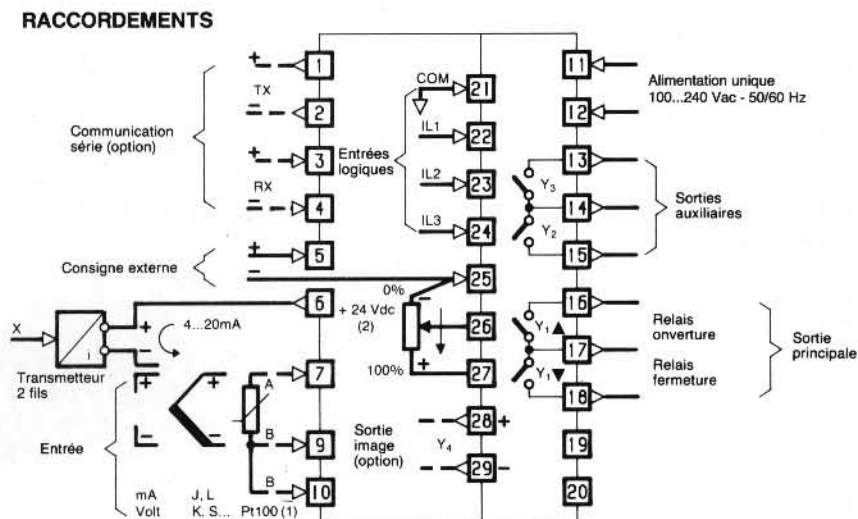 RACCORDEMENTS
+
1
TX
-
2
Communication
série (option)
+
3
RX
-
4
+
5
Consigne externe
-
6
+ 24 Vdc
(2)
X
i
+
-
4...20mA
Transmetteur
2 fils
Entrée
+
-
mA
Volt
+
-
J, L
K, S...
A
7
B
9
B
10
Pt100 (1)
COM
21
IL1
22
Entrées
logiques
IL2
23
IL3
24
25
0%
-
26
+
100%
27
Sortie
image
(option)
Y4
28
+
29
-
11
Alimentation unique
100...240 Vac - 50/60 Hz
12
13
Y3
14
Sorties
auxiliaires
Y2
15
16
Y1 ▲
Relais
onverture
17
Sortie
principale
Y1 ▼
Relais
fermeture
18
19
20